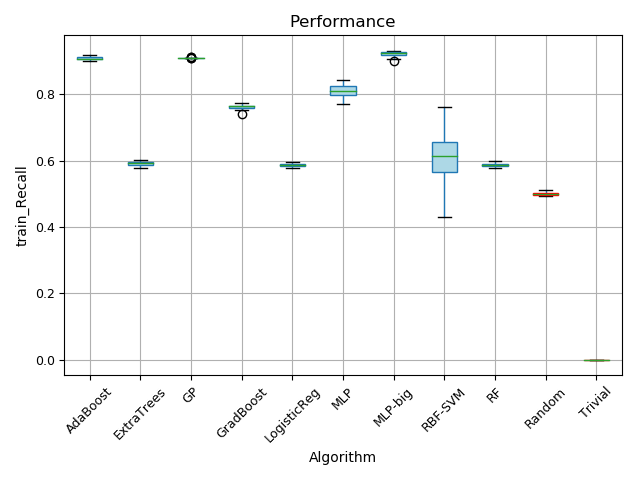 Performance
train_Recall
0.8
0.6
0.4
0.2
0.0
AdaBoost
ExtraTrees
GP
GradBoost
LogisticReg
MLP
MLP-big
RBF-SVM
RF
Random
Trivial
Algorithm